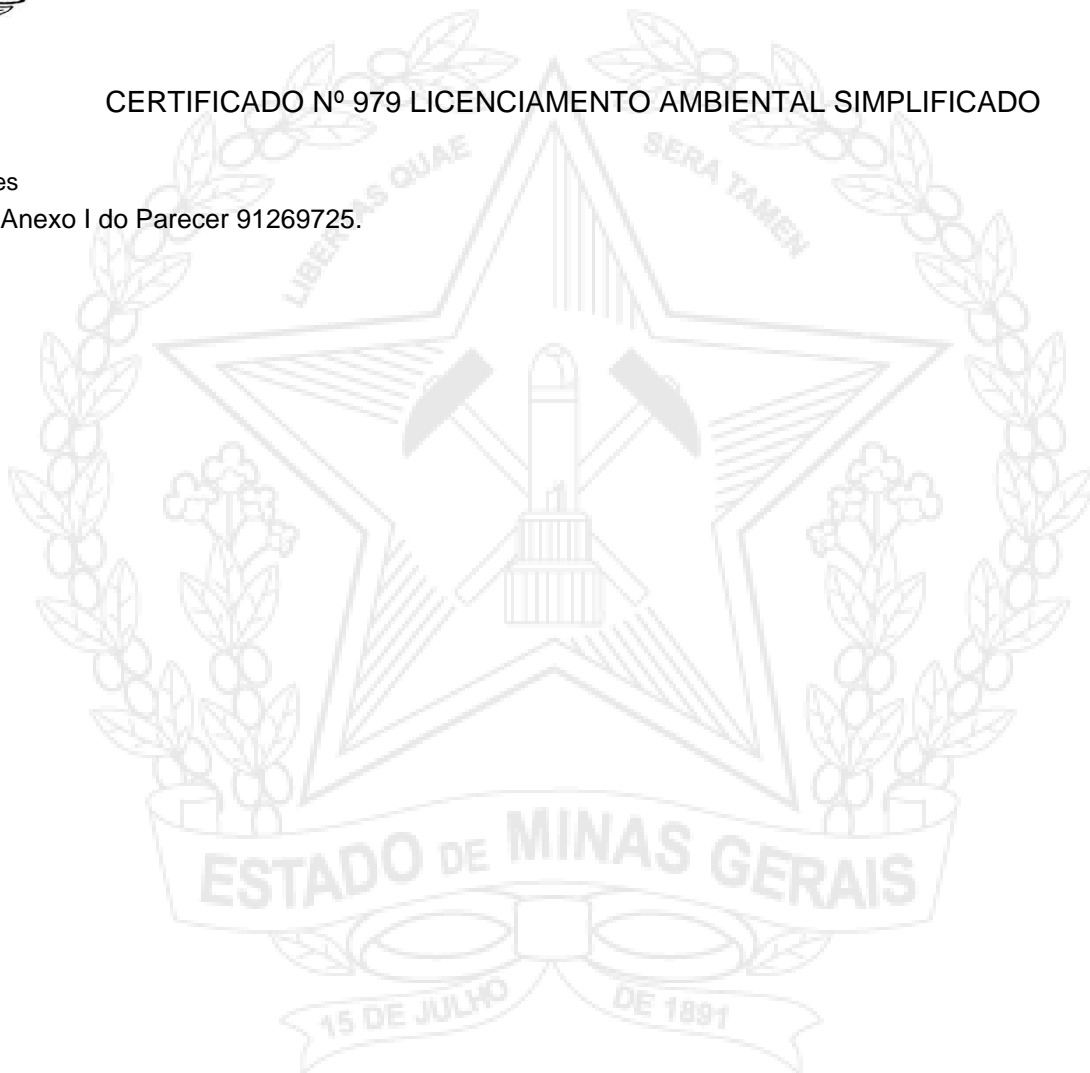 CERTIFICADO Nº 979 LICENCIAMENTO AMBIENTAL SIMPLIFICADO
es
Anexo I do Parecer 91269725.
LIBERTAS QUAE SERA TAMEN
ESTADO DE MINAS GERAIS
15 DE JULHO DE 1891